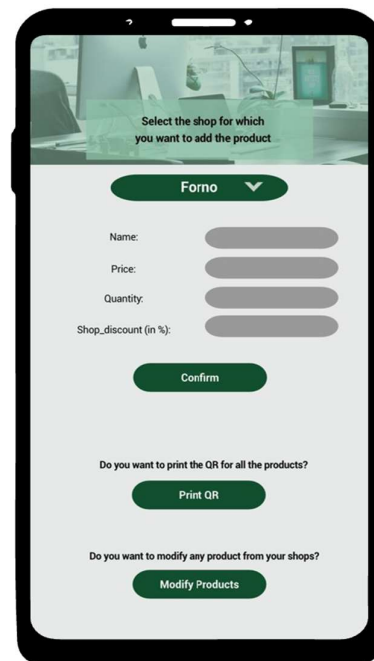 Select the shop for which
you want to add the product
Forno
Name:
Price:
Quantity:
Shop_discount (in %):
Confirm
Do you want to print the QR for all the products?
Print QR
Do you want to modify any product from your shops?
Modify Products